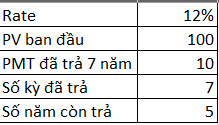 Rate 12%
PV ban đầu 100
PMT đã trả 7 năm 10
Số kỳ đã trả 7
Số năm còn trả 5